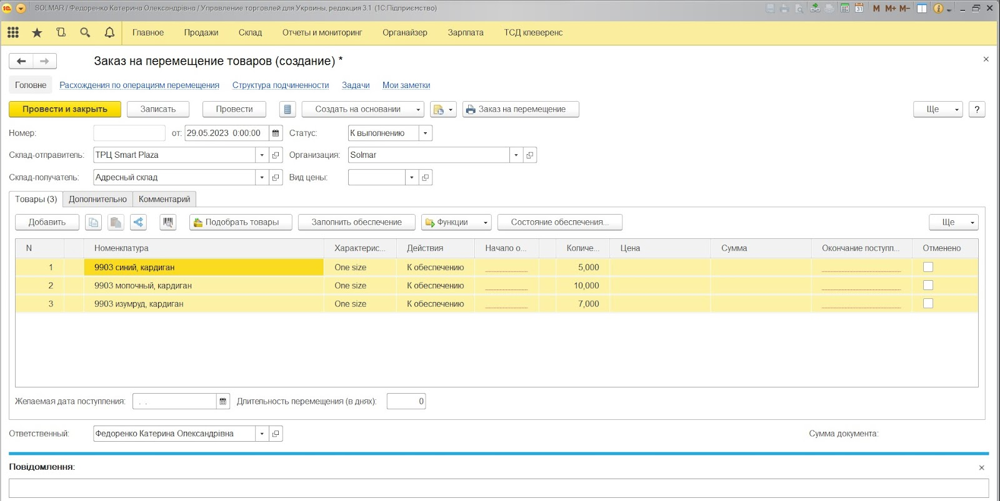 SOLMAR / Федоренко Катерина Олександрівна / Управление торговлей для Украины, редакция 3.1 (1С:Підприємство)
M M+ M−
Главное Продажи Склад Отчеты и мониторинг Органайзер Зарплата ТСД клеверенс
Заказ на перемещение товаров (создание) *
Головне Расхождения по операциям перемещения Структура подчиненности Задачи Мои заметки
Провести и закрыть Записать Провести Создать на основании Заказ на перемещение Ще ?
Номер: от: 29.05.2023 0:00:00 Статус: К выполнению
Склад-отправитель: ТРЦ Smart Plaza Организация: Solmar
Склад-получатель: Адресный склад Вид цены:
Товары (3) Дополнительно Комментарий
Добавить Подобрать товары Заполнить обеспечение Функции Состояние обеспечения... Ще
N Номенклатура Характерис... Действия Начало о... Количе... Цена Сумма Окончание поступл... Отменено
1 9903 синий, кардиган One size К обеспечению 5,000
2 9903 молочный, кардиган One size К обеспечению 10,000
3 9903 изумруд, кардиган One size К обеспечению 7,000
Желаемая дата поступления: . . Длительность перемещения (в днях): 0
Ответственный: Федоренко Катерина Олександрівна Сумма документа:
Повідомлення: